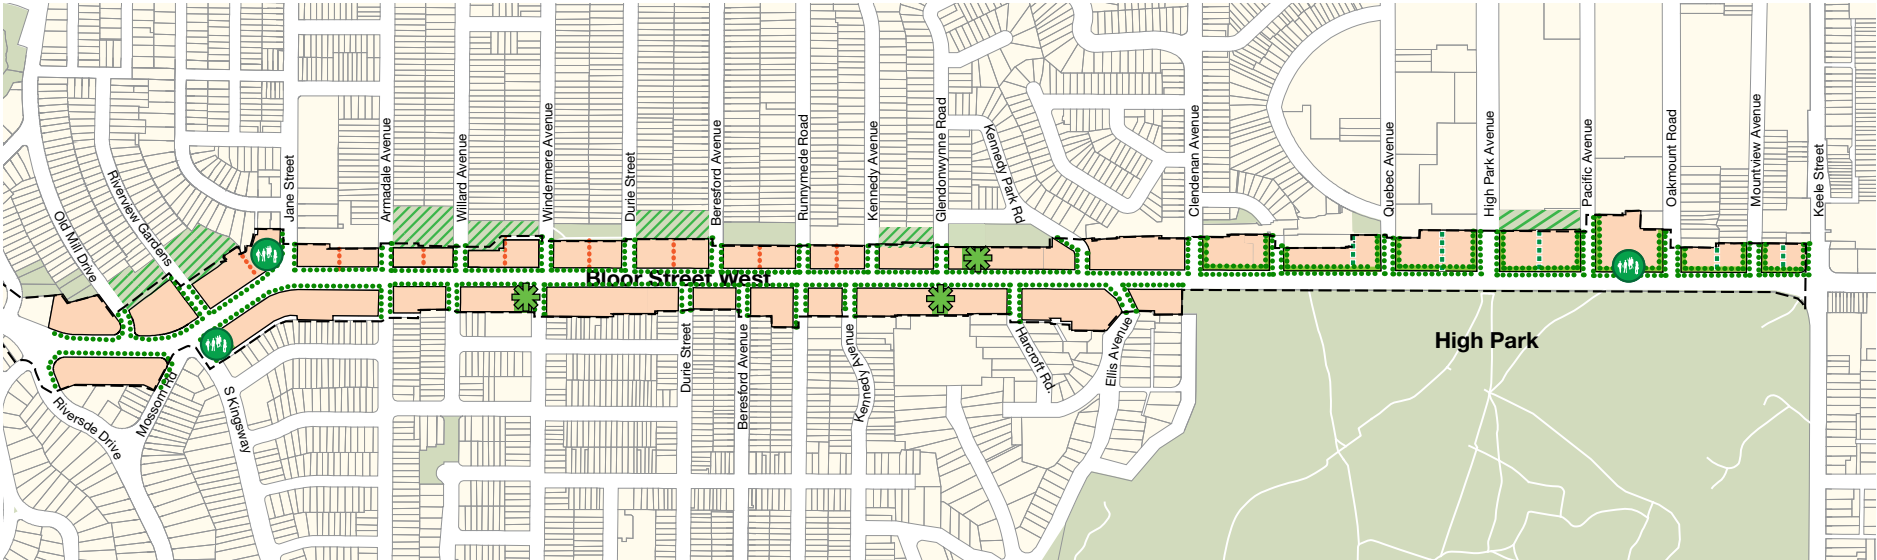 Old Mill Drive
Riverview Gardens
Jane Street
Armadale Avenue
Willard Avenue
Windermere Avenue
Durie Street
Beresford Avenue
Runnymede Road
Kennedy Avenue
Glendonwynne Road
Kennedy Park Rd
Clendenan Avenue
Quebec Avenue
High Park Avenue
Pacific Avenue
Oakmount Road
Mountview Avenue
Keele Street
Bloor Street West
High Park
Riversde Drive
Mossom Rd
S Kingsway
Durie Street
Beresford Avenue
Kennedy Avenue
Harcroft Rd.
Ellis Avenue